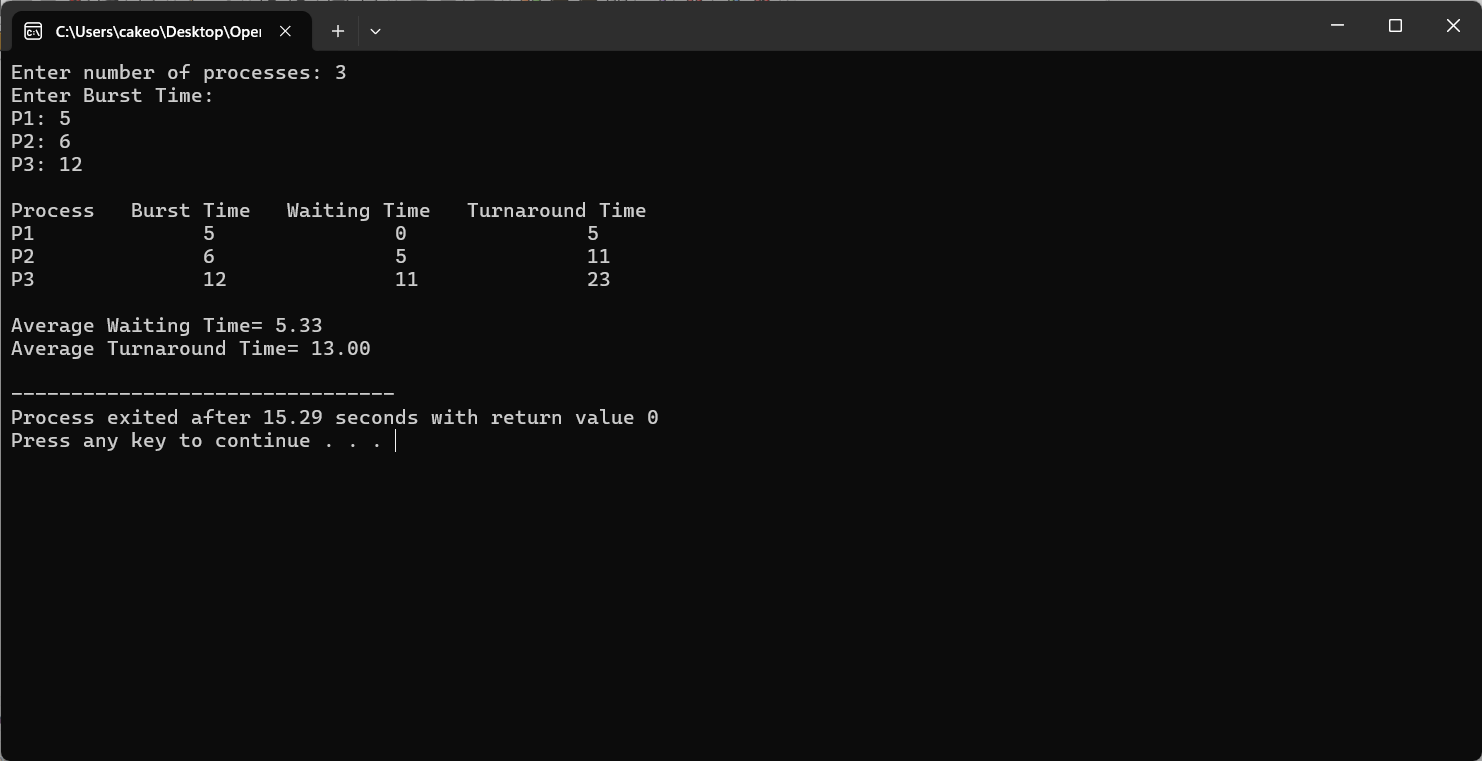 C:\Users\cakeo\Desktop\Oper
Enter number of processes: 3
Enter Burst Time:
P1: 5
P2: 6
P3: 12
Process   Burst Time   Waiting Time   Turnaround Time
P1              5               0               5
P2              6               5               11
P3              12              11              23
Average Waiting Time= 5.33
Average Turnaround Time= 13.00
--------------------------------
Process exited after 15.29 seconds with return value 0
Press any key to continue . . .